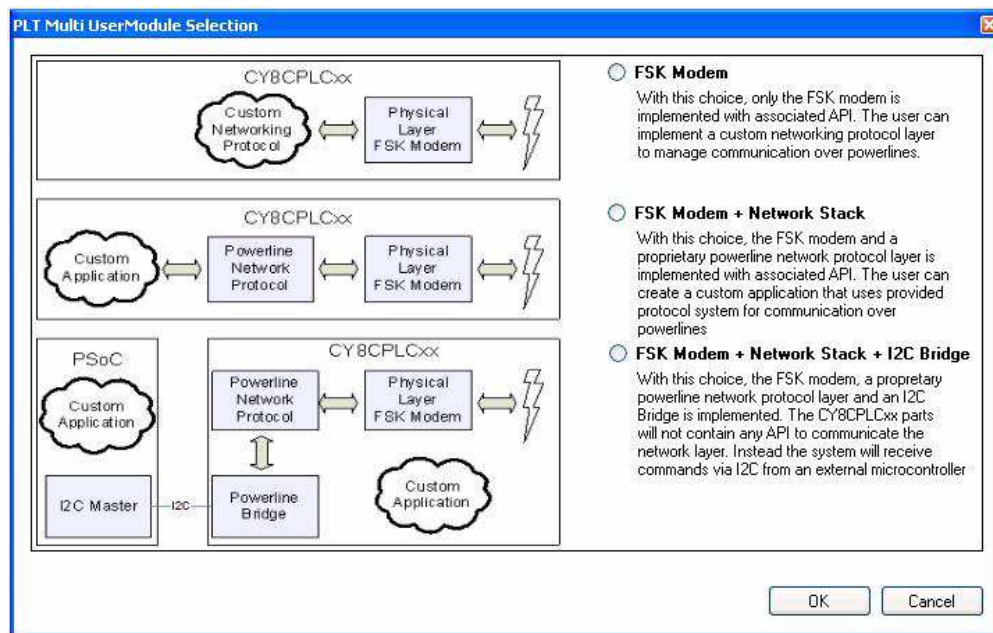 PLT Multi UserModule Selection
CY8CPLCxx
Custom
Networking
Protocol
Physical
Layer
FSK Modem
FSK Modem
With this choice, only the FSK modem is
implemented with associated API. The user can
implement a custom networking protocol layer
to manage communication over powerlines.
CY8CPLCxx
Custom
Application
Powerline
Network
Protocol
Physical
Layer
FSK Modem
FSK Modem + Network Stack
With this choice, the FSK modem and a
proprietary powerline network protocol layer is
implemented with associated API. The user can
create a custom application that uses provided
protocol system for communication over
powerlines
PSoC
Custom
Application
I2C Master
I2C
CY8CPLCxx
Powerline
Network
Protocol
Physical
Layer
FSK Modem
Powerline
Bridge
Custom
Application
FSK Modem + Network Stack + I2C Bridge
With this choice, the FSK modem, a propretary
powerline network protocol layer and an I2C
Bridge is implemented. The CY8CPLCxx parts
will not contain any API to communicate the
network layer. Instead the system will receive
commands via I2C from an external microcontroller
OK
Cancel